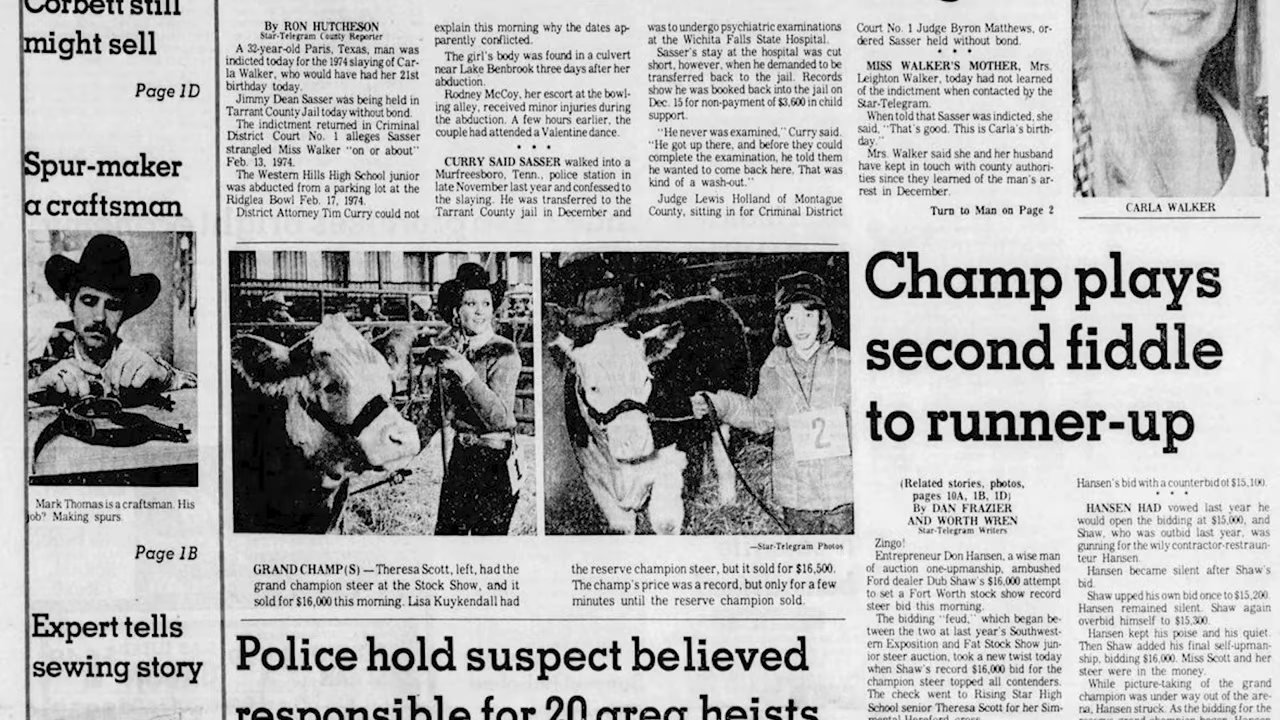 Corbett still
might sell
Page 1D
Spur-maker
a craftsman
Mark Thomas is a craftsman. His
job? Making spurs.
Page 1B
Expert tells
sewing story
By RON HUTCHESON
Star-Telegram County Reporter
A 32-year-old Paris, Texas, man was
indicted today for the 1974 slaying of Car-
la Walker, who would have had her 21st
birthday today.
Jimmy Dean Sasser was being held in
Tarrant County Jail today without bond.
The indictment returned in Criminal
District Court No. 1 alleges Sasser
strangled Miss Walker "on or about"
Feb. 13, 1974.
The Western Hills High School junior
was abducted from a parking lot at the
Ridglea Bowl Feb. 17, 1974.
District Attorney Tim Curry could not
explain this morning why the dates ap-
parently conflicted.
The girl's body was found in a culvert
near Lake Benbrook three days after her
abduction.
Rodney McCoy, her escort at the bowl-
ing alley, received minor injuries during
the abduction. A few hours earlier, the
couple had attended a Valentine dance.
• • •
CURRY SAID SASSER walked into a
Murfreesboro, Tenn., police station in
late November last year and confessed to
the slaying. He was transferred to the
Tarrant County jail in December and
was to undergo psychiatric examinations
at the Wichita Falls State Hospital.
Sasser's stay at the hospital was cut
short, however, when he demanded to be
transferred back to the jail. Records
show he was booked back into the jail on
Dec. 15 for non-payment of $3,600 in child
support.
"He never was examined," Curry said.
"He got up there, and before they could
complete the examination, he told them
he wanted to come back here. That was
kind of a wash-out."
Judge Lewis Holland of Montague
County, sitting in for Criminal District
Court No. 1 Judge Byron Matthews, or-
dered Sasser held without bond.
• • •
MISS WALKER'S MOTHER, Mrs.
Leighton Walker, today had not learned
of the indictment when contacted by the
Star-Telegram.
When told that Sasser was indicted, she
said, "That's good. This is Carla's birth-
day."
Mrs. Walker said she and her husband
have kept in touch with county authori-
ties since they learned of the man's ar-
rest in December.
Turn to Man on Page 2
CARLA WALKER
2
—Star-Telegram Photos
GRAND CHAMP(S) — Theresa Scott, left, had the
grand champion steer at the Stock Show, and it
sold for $16,000 this morning. Lisa Kuykendall had
the reserve champion steer, but it sold for $16,500.
The champ's price was a record, but only for a few
minutes until the reserve champion sold.
Police hold suspect believed
responsible for 20 area heists
Champ plays
second fiddle
to runner-up
(Related stories, photos,
pages 10A, 1B, 1D)
By DAN FRAZIER
AND WORTH WREN
Star-Telegram Writers
Zingo!
Entrepreneur Don Hansen, a wise man
of auction one-upmanship, ambushed
Ford dealer Dub Shaw's $16,000 attempt
to set a Fort Worth stock show record
steer bid this morning.
The bidding "feud," which began be-
tween the two at last year's Southwest-
ern Exposition and Fat Stock Show jun-
ior steer auction, took a new twist today
when Shaw's record $16,000 bid for the
champion steer topped all contenders.
The check went to Rising Star High
School senior Theresa Scott for her Sim-
mental Hereford cross
Hansen's bid with a counterbid of $15,100.
• • •
HANSEN HAD vowed last year he
would open the bidding at $15,000, and
Shaw, who was outbid last year, was
gunning for the wily contractor-restauran-
teur Hansen.
Hansen became silent after Shaw's
bid.
Shaw upped his own bid once to $15,200.
Hansen remained silent. Shaw again
overbid himself to $15,300.
Hansen kept his poise and his quiet.
Then Shaw added his final self-upman-
ship, bidding $16,000. Miss Scott and her
steer were in the money.
While picture-taking of the grand
champion was under way out of the are-
na, Hansen struck. As the bidding for the